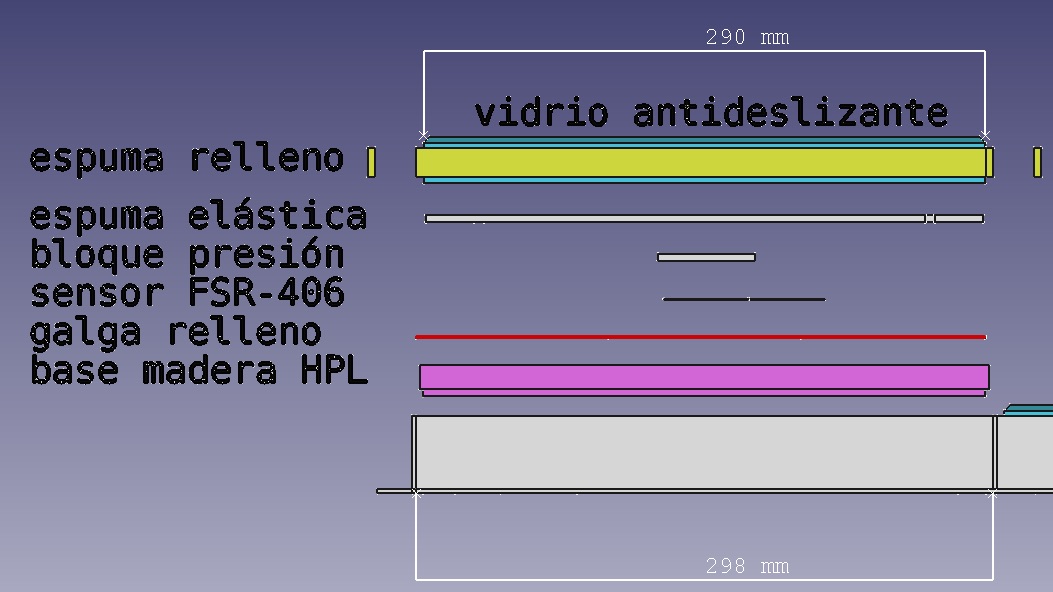 290 mm
vidrio antideslizante
espuma relleno
espuma elástica
bloque presión
sensor FSR-406
galga relleno
base madera HPL
298 mm